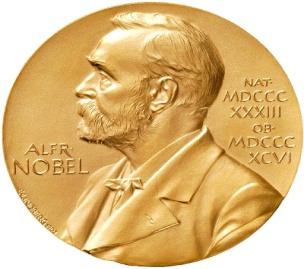 ALFR·
NOBEL
NAT·
MDCCC
XXXIII
OB·
MDCCC
XCVI